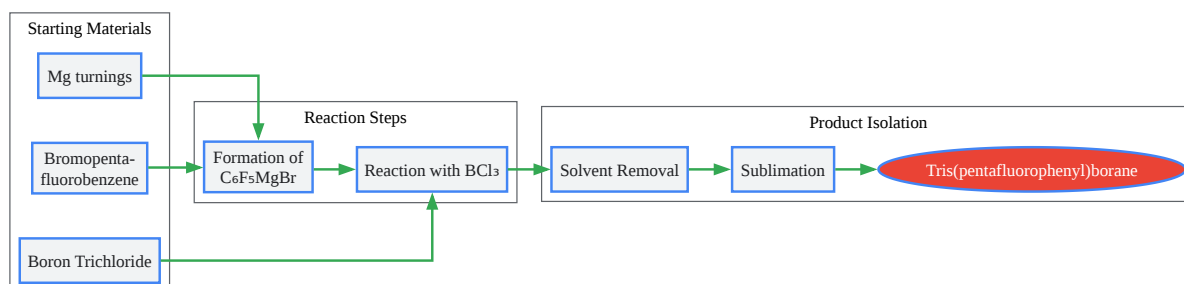 Starting Materials
Mg turnings
Bromopenta-
fluorobenzene
Boron Trichloride
Reaction Steps
Formation of
C₆F₅MgBr
Reaction with BCl₃
Product Isolation
Solvent Removal
Sublimation
Tris(pentafluorophenyl)borane